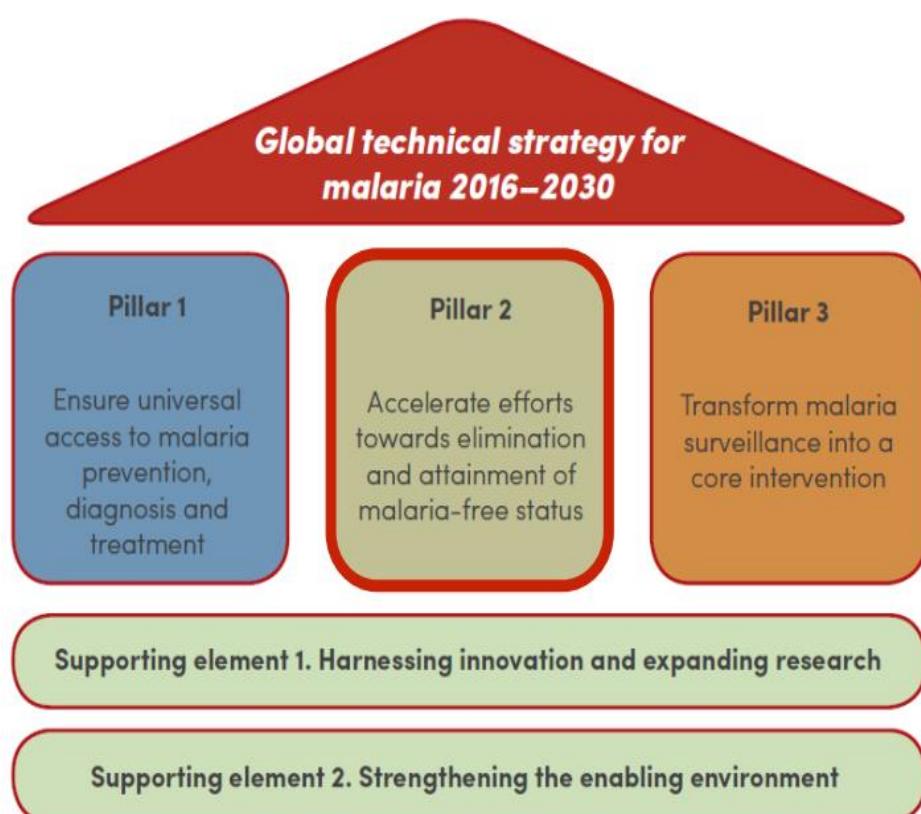 Global technical strategy for
malaria 2016–2030
Pillar 1
Ensure universal
access to malaria
prevention,
diagnosis and
treatment
Pillar 2
Accelerate efforts
towards elimination
and attainment of
malaria-free status
Pillar 3
Transform malaria
surveillance into a
core intervention
Supporting element 1. Harnessing innovation and expanding research
Supporting element 2. Strengthening the enabling environment